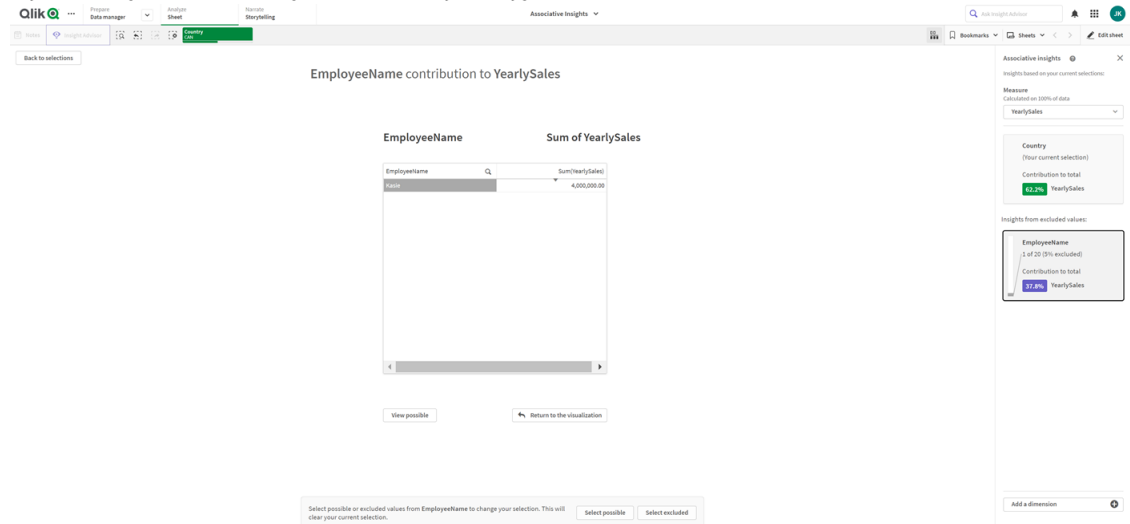 Qlik
Prepare
Data manager
Analyze
Sheet
Narrate
Storytelling
Associative Insights
Ask Insight Advisor
JK
Notes
Insight Advisor
Country
CAN
Bookmarks
Sheets
Edit sheet
Back to selections
EmployeeName contribution to YearlySales
EmployeeName
Sum of YearlySales
EmployeeName
Sum(YearlySales)
Kasie
4,000,000.00
View possible
Return to the visualization
Select possible or excluded values from EmployeeName to change your selection. This will
clear your current selection.
Select possible
Select excluded
Associative insights
Insights based on your current selections:
Measure
Calculated on 100% of data
YearlySales
Country
(Your current selection)
Contribution to total
62.2% YearlySales
Insights from excluded values:
EmployeeName
1 of 20 (5% excluded)
Contribution to total
37.8% YearlySales
Add a dimension